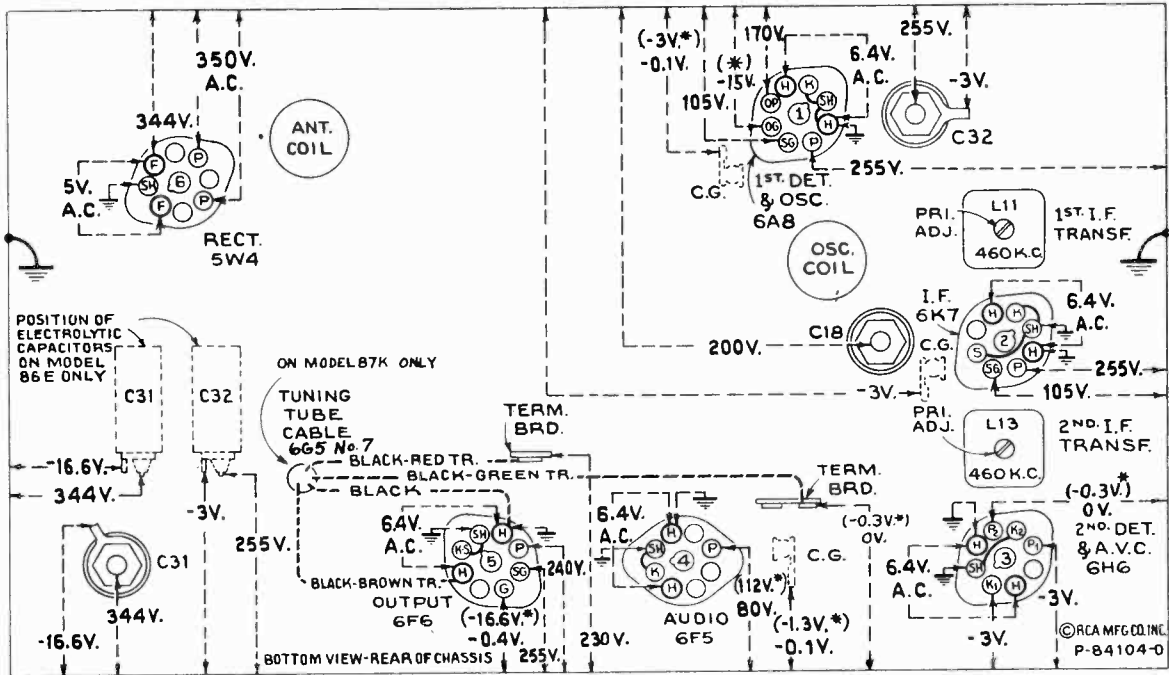 350V.
A.C.
344V.
5V.
A.C.
F
P
SH
6
F
P
RECT.
5W4
ANT.
COIL
(-3V.*)
-0.1V.
105V.
(*)
-15V.
170V.
6.4V.
A.C.
255V.
-3V.
C32
H
K
OP
SH
1
OG
H
SG
P
C.G.
1ST. DET.
& OSC.
6A8
255V.
OSC.
COIL
PRI.
ADJ.
L11
460 K.C.
1ST. I.F.
TRANSF.
200V.
C18
I.F.
6K7
C.G.
H
K
SH
2
S
H
SG
P
6.4V.
A.C.
255V.
105V.
-3V.
PRI.
ADJ.
L13
460 K.C.
2ND. I.F.
TRANSF.
POSITION OF
ELECTROLYTIC
CAPACITORS
ON MODEL
86E ONLY
C31
C32
-16.6V.
344V.
-3V.
255V.
C31
344V.
-16.6V.
ON MODEL 87K ONLY
TUNING
TUBE
CABLE
6G5 No. 7
TERM.
BRD.
BLACK-RED TR.
BLACK-GREEN TR.
BLACK
BLACK-BROWN TR.
TERM.
BRD.
6.4V.
A.C.
SH
H
K-S
5
P
H
SG
G
240V.
OUTPUT
6F6
(-16.6V.*)
-0.4V.
255V.
230V.
6.4V.
A.C.
H
SH
4
P
K
H
AUDIO
6F5
(112V.*)
80V.
(-0.3V.*)
0V.
C.G.
(-1.3V.*)
-0.1V.
(-0.3V.*)
0V.
2ND. DET.
& A.V.C.
6H6
6.4V.
A.C.
P2
K2
H
P1
SH
3
K1
H
-3V.
-3V.
BOTTOM VIEW-REAR OF CHASSIS
©RCA MFG CO. INC.
P-84104-0